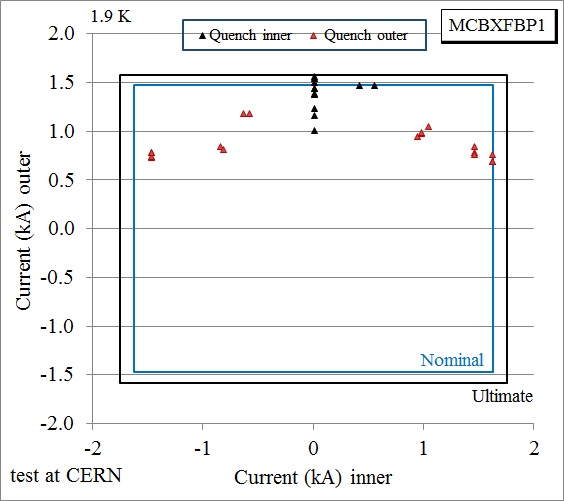 1.9 K
MCBXFBP1
Quench inner
Quench outer
2.0
1.5
1.0
0.5
0.0
-0.5
-1.0
-1.5
-2.0
Current (kA) outer
Nominal
Ultimate
-2
-1
0
1
2
test at CERN
Current (kA) inner